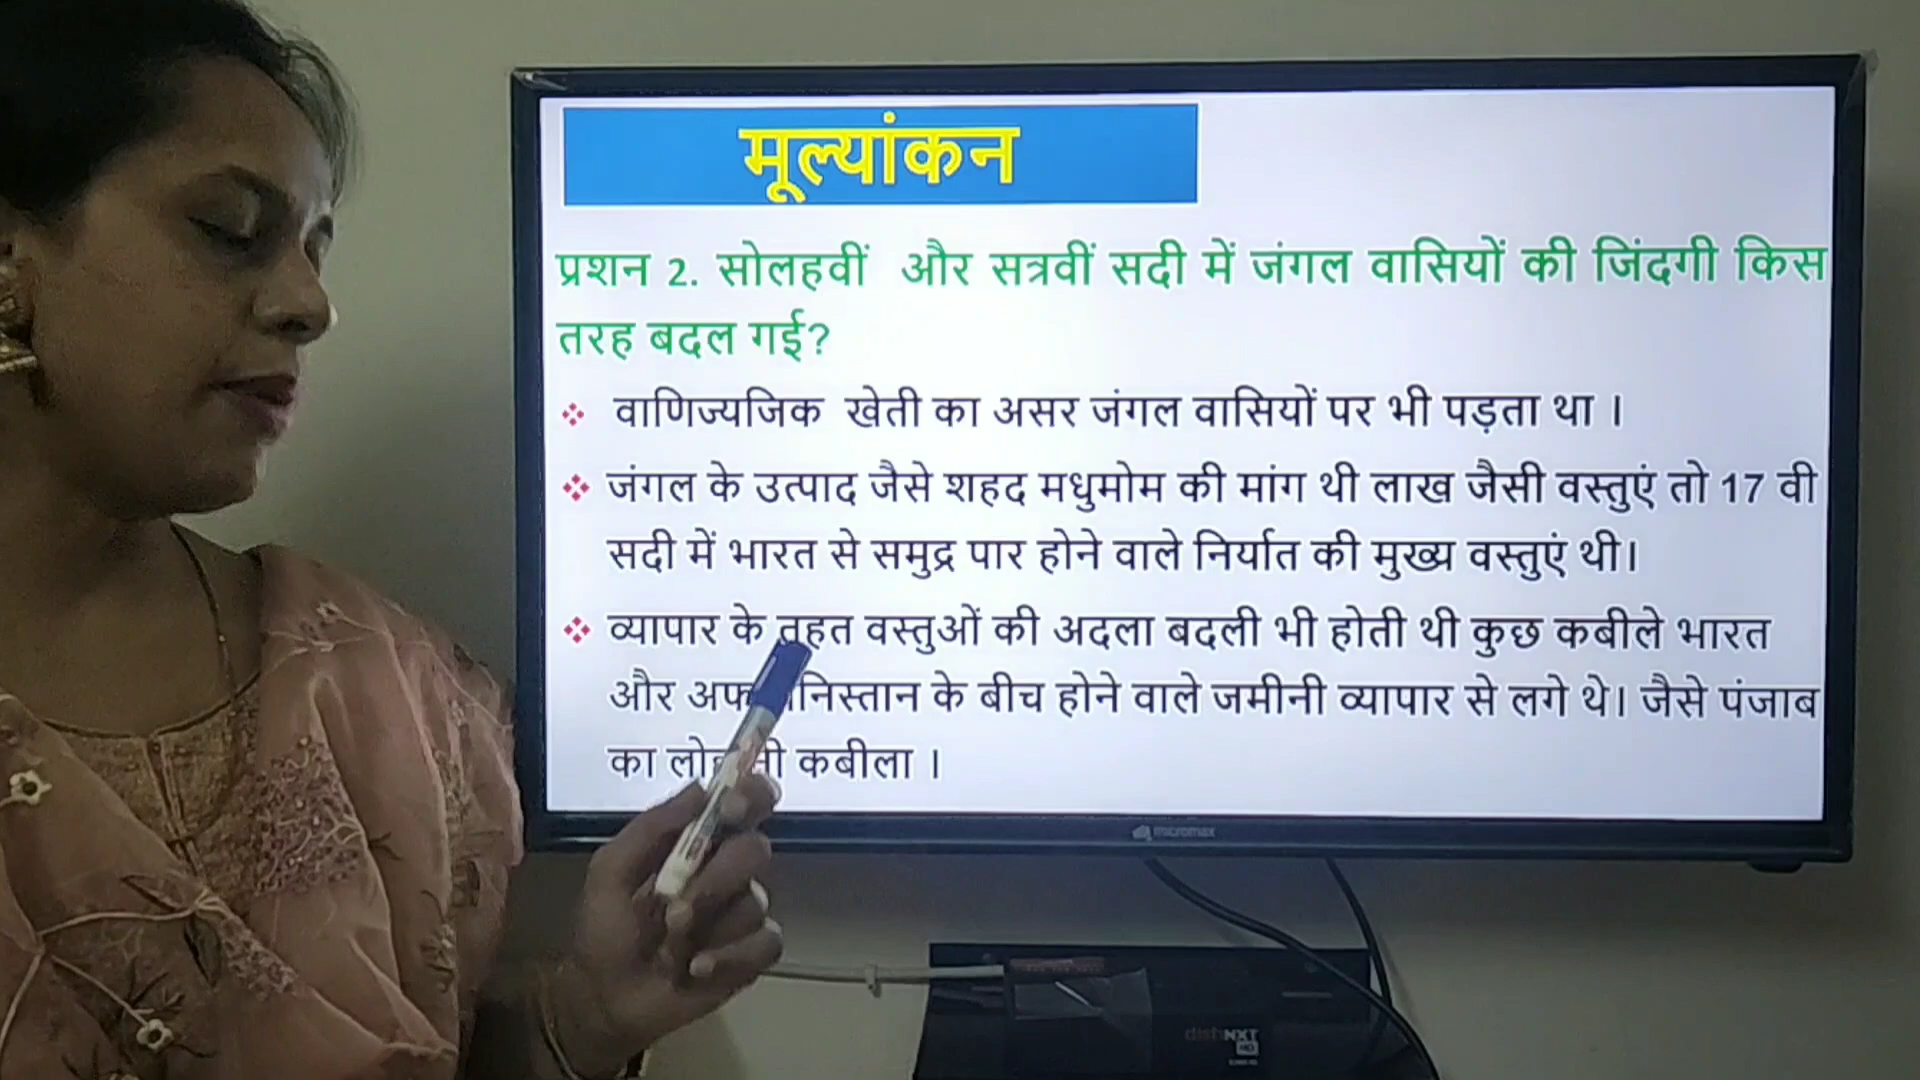 मूल्यांकन
प्रशन 2. सोलहवीं और सत्रवीं सदी में जंगल वासियों की जिंदगी किस
तरह बदल गई?
वाणिज्यजिक खेती का असर जंगल वासियों पर भी पड़ता था ।
जंगल के उत्पाद जैसे शहद मधुमोम की मांग थी लाख जैसी वस्तुएं तो 17 वी
सदी में भारत से समुद्र पार होने वाले निर्यात की मुख्य वस्तुएं थी।
व्यापार के तहत वस्तुओं की अदला बदली भी होती थी कुछ कबीले भारत
और के बीच होने वाले जमीनी व्यापार से लगे थे। जैसे पंजाब
का कबीला ।
micromax
dishNXT
HD